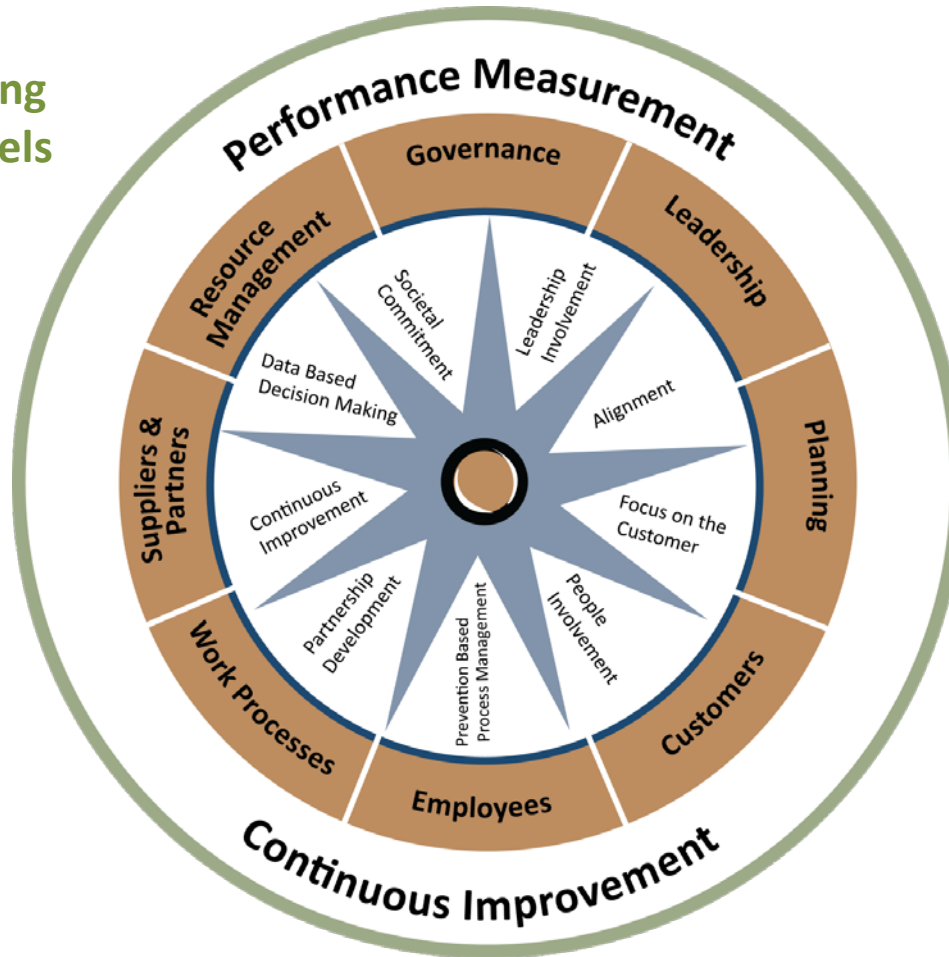 ng
els
Performance Measurement
Governance
Leadership
Planning
Customers
Employees
Work Processes
Suppliers &
Partners
Resource
Management
Leadership
Involvement
Alignment
Focus on the
Customer
People
Involvement
Prevention Based
Process Management
Partnership
Development
Continuous
Improvement
Data Based
Decision Making
Societal
Commitment
Continuous Improvement